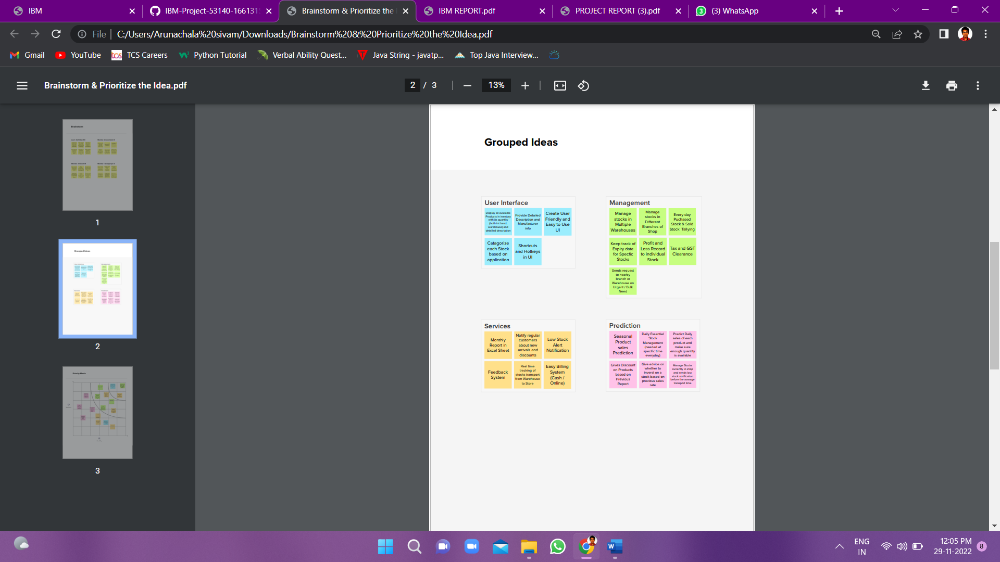 IBM
IBM-Project-53140-166131
Brainstorm & Prioritize the
IBM REPORT.pdf
PROJECT REPORT (3).pdf
3
(3) WhatsApp
File
C:/Users/Arunachala%20sivam/Downloads/Brainstorm%20&%20Prioritize%20the%20Idea.pdf
Gmail
YouTube
tcs
TCS Careers
Python Tutorial
Verbal Ability Quest...
Java String - javatp...
Top Java Interview...
Brainstorm & Prioritize the Idea.pdf
2 / 3
13%
Brainstorm
1
Grouped Ideas
2
Priority Matrix
3
Grouped Ideas
User Interface
Display all available
Products in inentory
with its quantity
(both int hand,
warehouse) and
detailed description
Provide Detailed
Description and
Manufacturer
info
Create User
Friendly and
Easy to Use
UI
Catagorize
each Stock
based on
application
Shortcuts
and Hotkeys
in UI
Management
Manage
stocks in
Multiple
Warehouses
Manage
stocks in
Different
Branches of
Shop
Every day
Puchased
Stock & Sold
Stock Tallying
Keep track of
Expiry date
for Specfic
Stocks
Profit and
Loss Record
to individual
Stock
Tax and GST
Clearance
Sends request
to nearby
branch or
Warehouse on
Urgent / Bulk
Need
Services
Monthly
Report in
Excel Sheet
Notify regular
customers
about new
arrivals and
discounts
Low Stock
Alert
Notification
Feedback
System
Real time
tracking of
stocks transport
from Warehouse
to Store
Easy Billing
System
(Cash /
Online)
Prediction
Seasonal
Product
sales
Prediction
Daily Essential
Stock
Management
(needed at
specific time
everyday)
Predict Daily
sales of each
product and
make sure
enough quantity
is available
Gives Discount
on Products
based on
Previous
Report
Give advice on
whether to
inverst on a
stock based on
previous sales
rate
Manage Stocks
currently in shop
and sends low
stock notification
before the avarage
transport time
ENG
IN
12:05 PM
29-11-2022
8